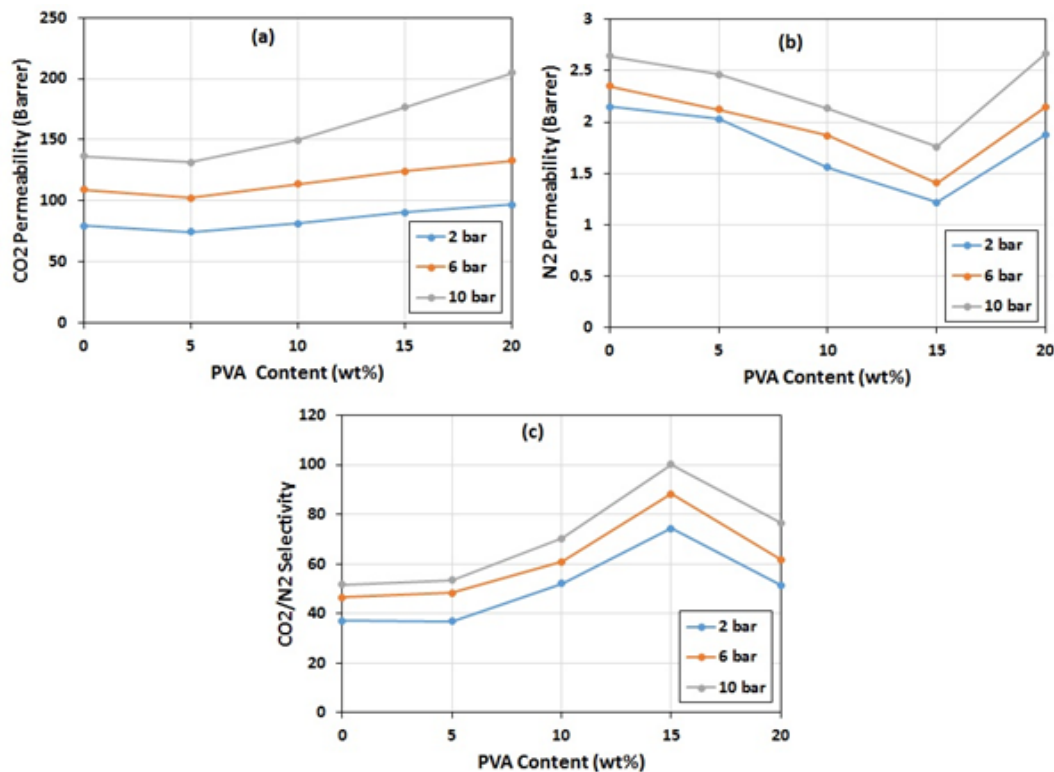 (a)
CO2 Permeability (Barrer)
250
200
150
100
50
0
2 bar
6 bar
10 bar
0 5 10 15 20
PVA Content (wt%)
(b)
N2 Permeability (Barrer)
3
2.5
2
1.5
1
0.5
0
2 bar
6 bar
10 bar
0 5 10 15 20
PVA Content (wt%)
(c)
CO2/N2 Selectivity
120
100
80
60
40
20
0
2 bar
6 bar
10 bar
0 5 10 15 20
PVA Content (wt%)